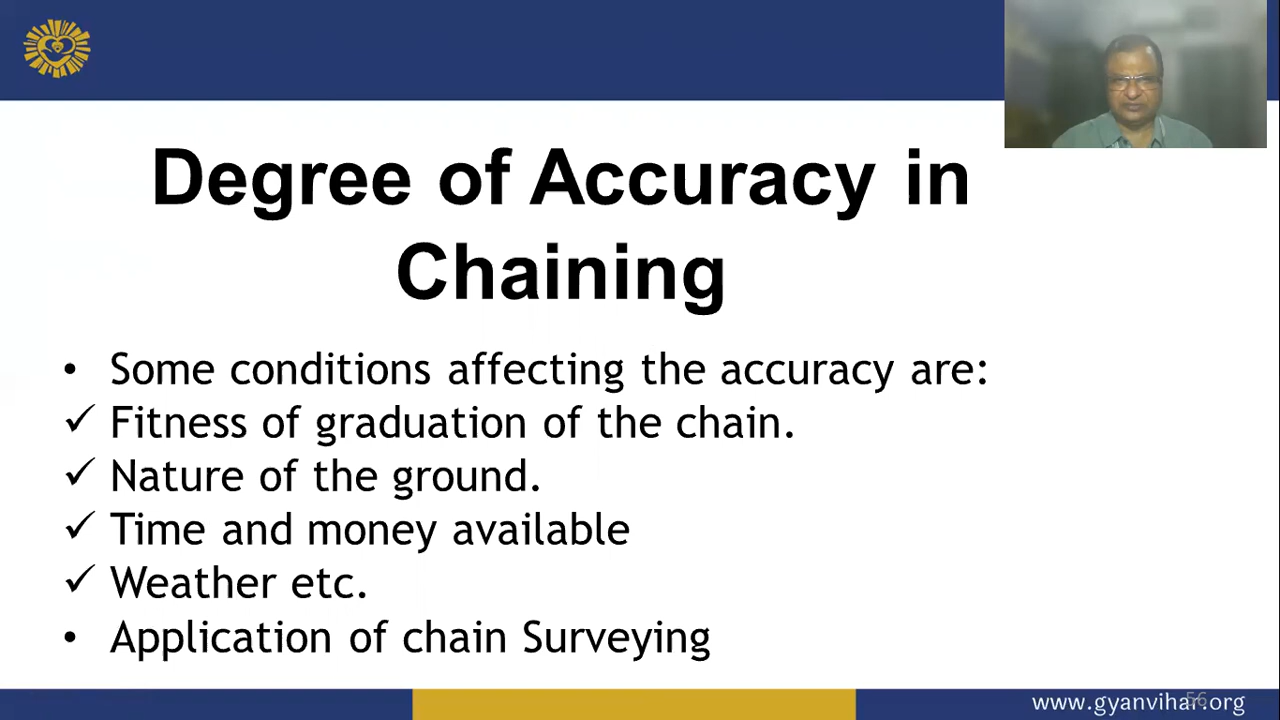 Degree of Accuracy in
Chaining
• Some conditions affecting the accuracy are:
✓ Fitness of graduation of the chain.
✓ Nature of the ground.
✓ Time and money available
✓ Weather etc.
• Application of chain Surveying
www.gyanvihar.org
56